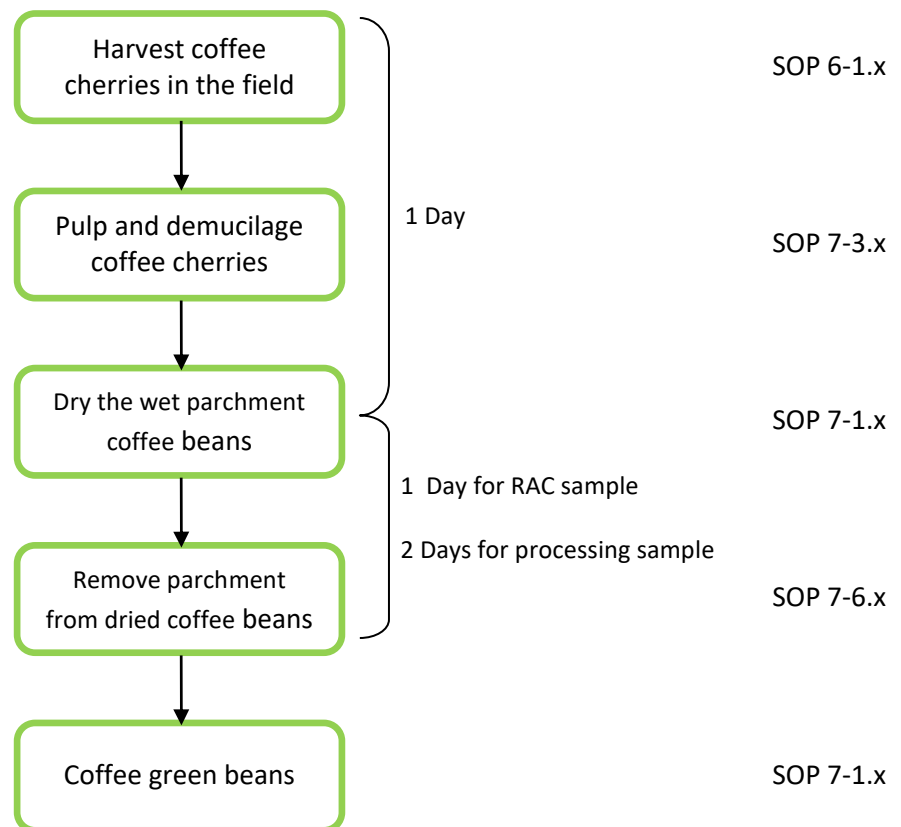 Harvest coffee
cherries in the field
SOP 6-1.x
1 Day
Pulp and demucilage
coffee cherries
SOP 7-3.x
Dry the wet parchment
coffee beans
SOP 7-1.x
1 Day for RAC sample
2 Days for processing sample
Remove parchment
from dried coffee beans
SOP 7-6.x
Coffee green beans
SOP 7-1.x